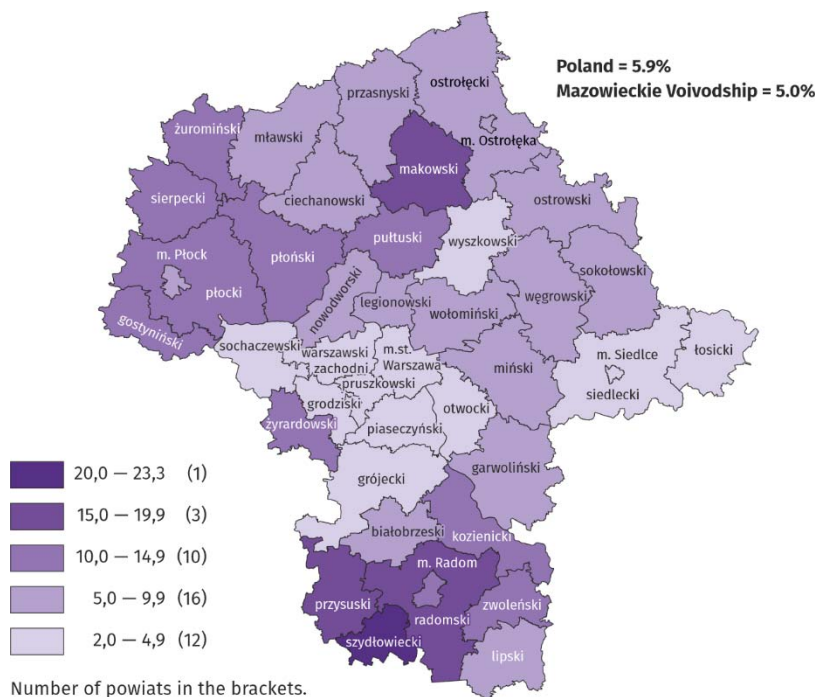 Poland = 5.9%
Mazowieckie Voivodship = 5.0%
ostrołęcki
przasnyski
żuromiński
mławski
m. Ostrołęka
makowski
sierpecki
ciechanowski
ostrowski
pułtuski
wyszkowski
m. Płock
płoński
sokołowski
płocki
nowodworski
legionowski
węgrowski
wołomiński
gostyniński
sochaczewski
warszawski
zachodni
m.st.
Warszawa
m. Siedlce
łosicki
miński
pruszkowski
siedlecki
grodziski
otwocki
żyrardowski
piaseczyński
garwoliński
grójecki
białobrzeski
kozienicki
m. Radom
przysuski
zwoleński
radomski
szydłowiecki
lipski
20,0 — 23,3 (1)
15,0 — 19,9 (3)
10,0 — 14,9 (10)
5,0 — 9,9 (16)
2,0 — 4,9 (12)
Number of powiats in the brackets.